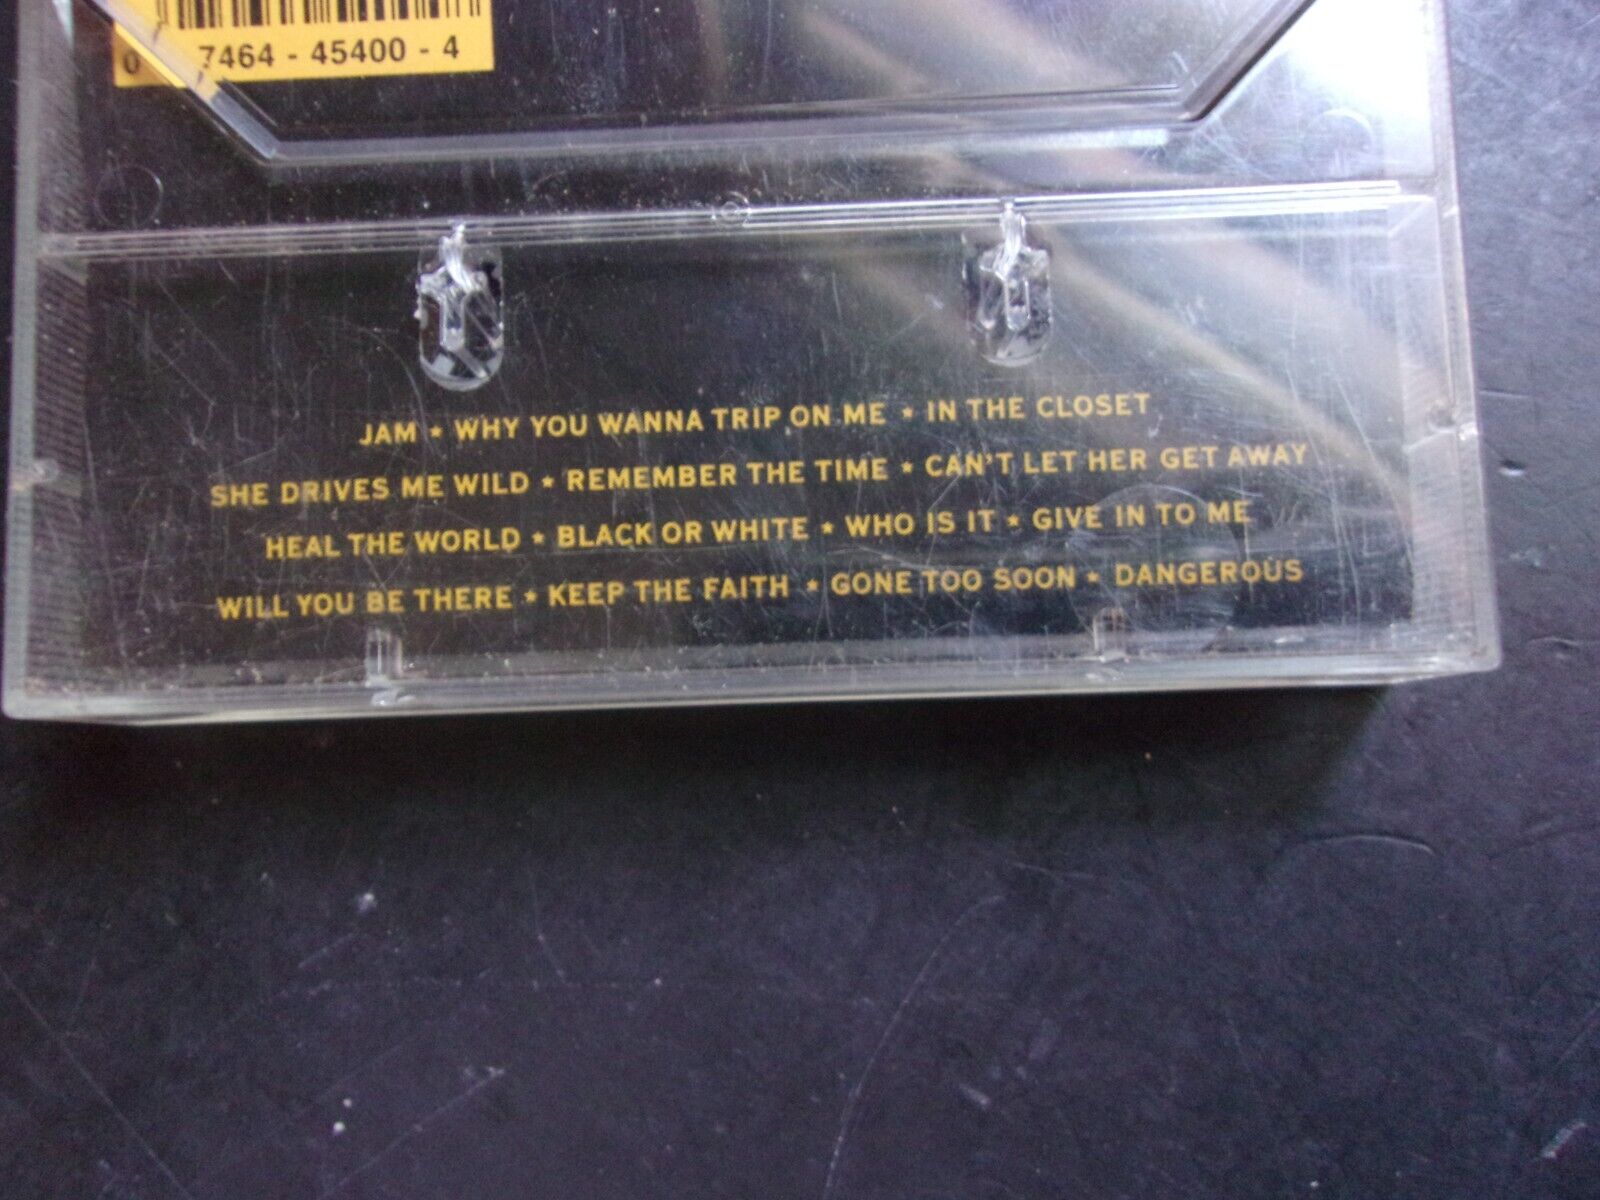 0 7464 - 45400 - 4
JAM ★ WHY YOU WANNA TRIP ON ME ★ IN THE CLOSET
SHE DRIVES ME WILD ★ REMEMBER THE TIME ★ CAN'T LET HER GET AWAY
HEAL THE WORLD ★ BLACK OR WHITE ★ WHO IS IT ★ GIVE IN TO ME
WILL YOU BE THERE ★ KEEP THE FAITH ★ GONE TOO SOON ★ DANGEROUS